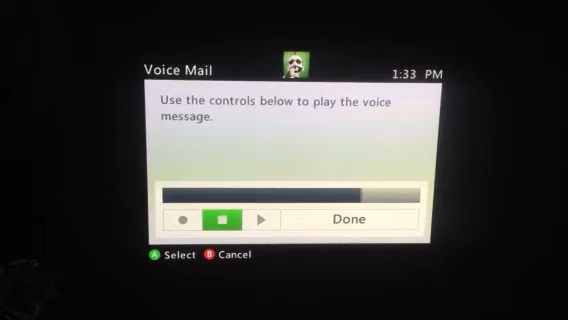 Voice Mail
1:33 PM
Use the controls below to play the voice
message.
Done
A Select B Cancel